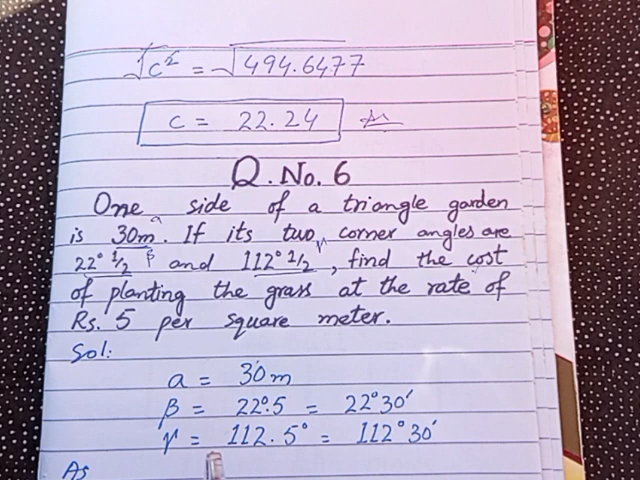 √c² = √494.6477
c = 22.24 Ans
Q. No. 6
One side of a triangle garden
a
is 30m. If its two corner angles are
β γ
22° 1/2 and 112° 1/2, find the cost
of planting the grass at the rate of
Rs. 5 per square meter.
Sol:
a = 30m
β = 22°.5 = 22°30′
γ = 112.5° = 112°30′
As